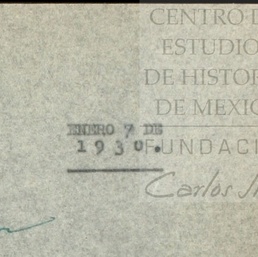 CENTRO D
ESTUDIO
DE HISTOR
DE MEXIC
FUNDACI
Carlos
ENERO 7 DE
1930.